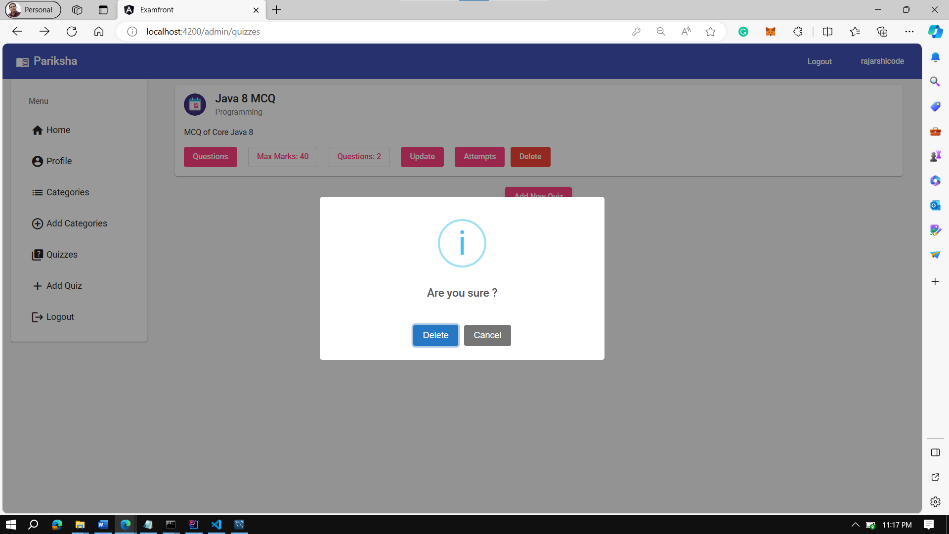 Personal
Examfront
localhost:4200/admin/quizzes
Pariksha
Logout
rajarshicode
Menu
Home
Profile
Categories
Add Categories
Quizzes
Add Quiz
Logout
Java 8 MCQ
Programming
MCQ of Core Java 8
Questions
Max Marks: 40
Questions: 2
Update
Attempts
Delete
Add New Quiz
Are you sure ?
Delete
Cancel
11:17 PM